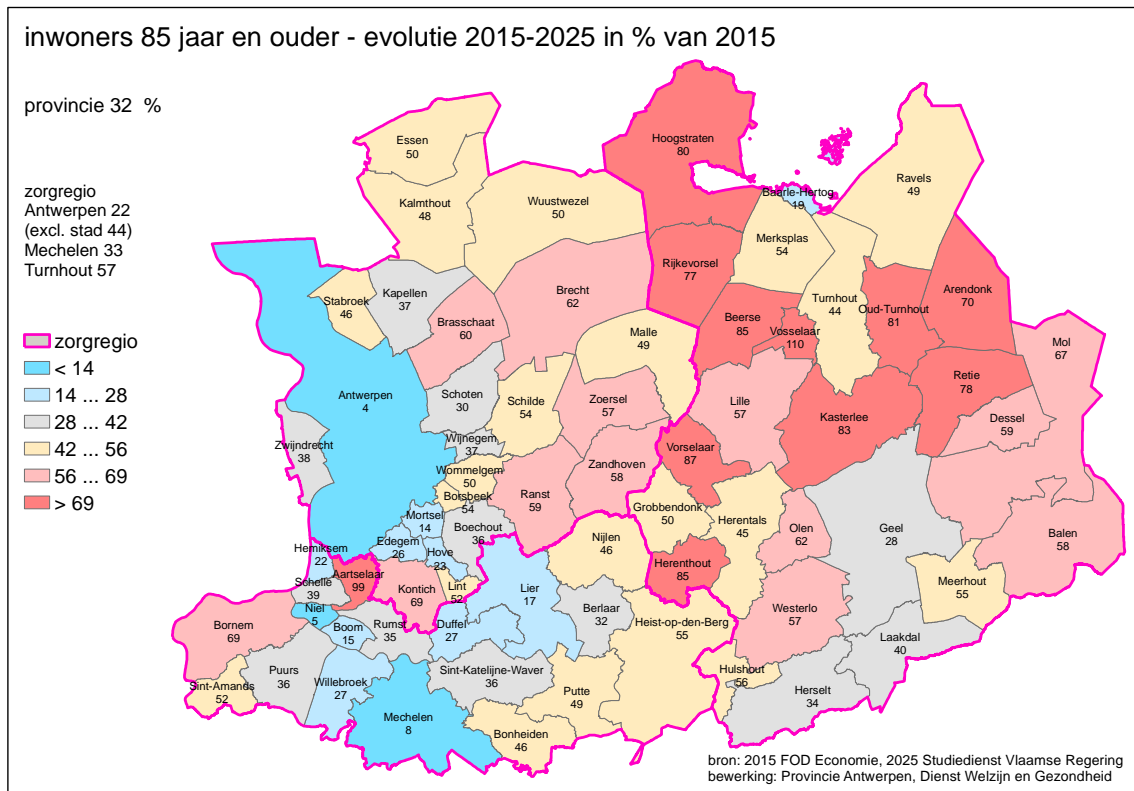 inwoners 85 jaar en ouder - evolutie 2015-2025 in % van 2015
provincie 32 %
zorgregio
Antwerpen 22
(excl. stad 44)
Mechelen 33
Turnhout 57
zorgregio
< 14
14 ... 28
28 ... 42
42 ... 56
56 ... 69
> 69
Essen
50
Kalmthout
48
Wuustwezel
50
Hoogstraten
80
Baarle-Hertog
19
Ravels
49
Merksplas
54
Rijkevorsel
77
Brecht
62
Kapellen
37
Stabroek
46
Brasschaat
60
Malle
49
Beerse
85
Vosselaar
110
Turnhout
44
Oud-Turnhout
81
Arendonk
70
Mol
67
Retie
78
Dessel
59
Antwerpen
4
Schoten
30
Schilde
54
Zoersel
57
Lille
57
Kasterlee
83
Zwijndrecht
38
Wijnegem
37
Wommelgem
50
Borsbeek
54
Ranst
59
Zandhoven
58
Vorselaar
87
Grobbendonk
50
Herentals
45
Olen
62
Geel
28
Balen
58
Mortsel
14
Edegem
26
Boechout
36
Hove
23
Hemiksem
22
Schelle
39
Aartselaar
99
Kontich
69
Lint
52
Lier
17
Nijlen
46
Herenthout
85
Meerhout
55
Niel
5
Boom
15
Rumst
35
Duffel
27
Berlaar
32
Heist-op-den-Berg
55
Westerlo
57
Laakdal
40
Bornem
69
Sint-Amands
52
Puurs
36
Willebroek
27
Sint-Katelijne-Waver
36
Putte
49
Hulshout
56
Herselt
34
Mechelen
8
Bonheiden
46
bron: 2015 FOD Economie, 2025 Studiedienst Vlaamse Regering
bewerking: Provincie Antwerpen, Dienst Welzijn en Gezondheid